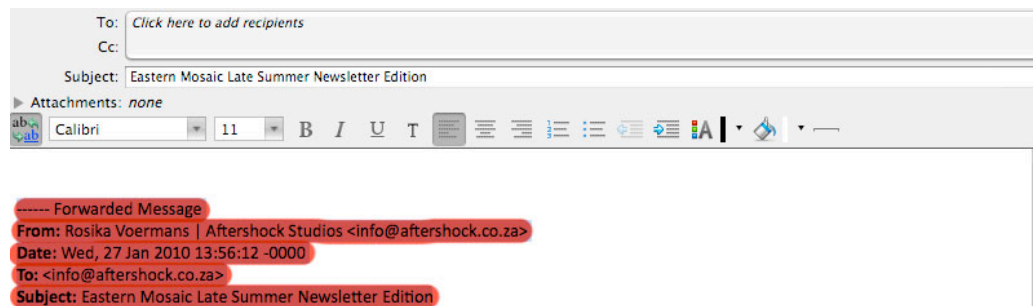 To: Click here to add recipients
Cc:
Subject: Eastern Mosaic Late Summer Newsletter Edition
Attachments: none
ab ab Calibri 11 B I U T A
------ Forwarded Message
From: Rosika Voermans | Aftershock Studios <info@aftershock.co.za>
Date: Wed, 27 Jan 2010 13:56:12 -0000
To: <info@aftershock.co.za>
Subject: Eastern Mosaic Late Summer Newsletter Edition